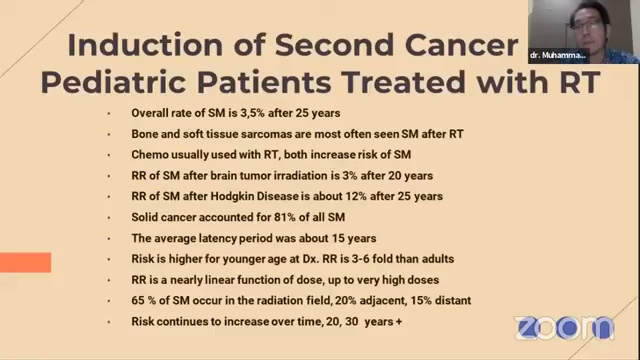 Induction of Second Cancer
Pediatric Patients Treated with RT
dr. Muhamma...
Overall rate of SM is 3,5% after 25 years
Bone and soft tissue sarcomas are most often seen SM after RT
Chemo usually used with RT, both increase risk of SM
RR of SM after brain tumor irradiation is 3% after 20 years
RR of SM after Hodgkin Disease is about 12% after 25 years
Solid cancer accounted for 81% of all SM
The average latency period was about 15 years
Risk is higher for younger age at Dx. RR is 3-6 fold than adults
RR is a nearly linear function of dose, up to very high doses
65 % of SM occur in the radiation field, 20% adjacent, 15% distant
Risk continues to increase over time, 20, 30 years +
zoom